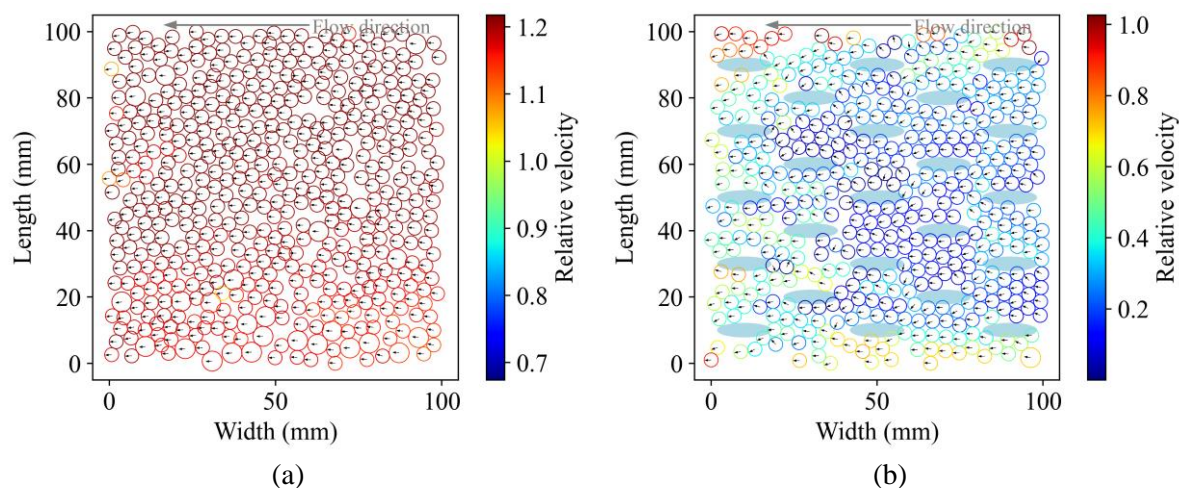 Flow direction
100
80
60
40
20
0
Length (mm)
0 50 100
Width (mm)
1.2
1.1
1.0
0.9
0.8
0.7
Relative velocity
(a)
Flow direction
100
80
60
40
20
0
Length (mm)
0 50 100
Width (mm)
1.0
0.8
0.6
0.4
0.2
Relative velocity
(b)